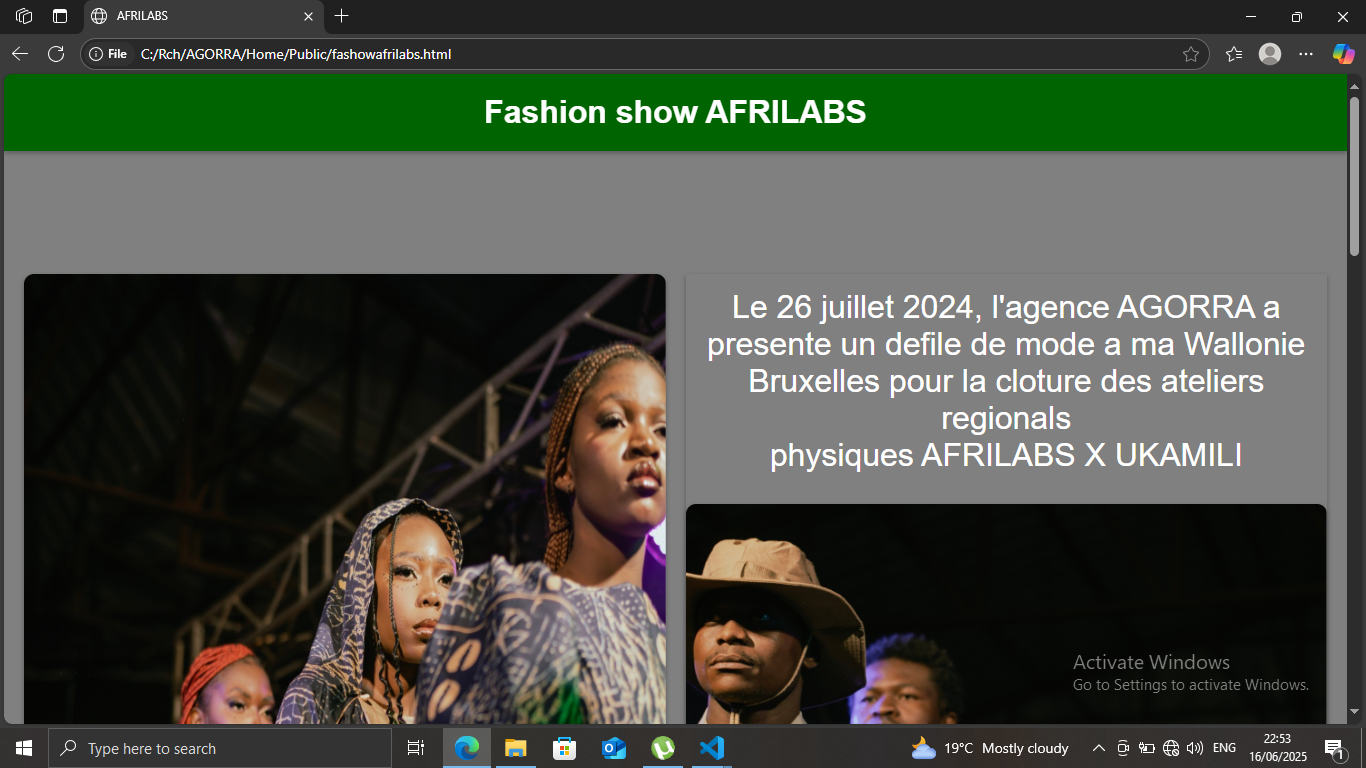 AFRILABS
File
C:/Rch/AGORRA/Home/Public/fashowafrilabs.html
Fashion show AFRILABS
Le 26 juillet 2024, l'agence AGORRA a
presente un defile de mode a ma Wallonie
Bruxelles pour la cloture des ateliers
regionals
physiques AFRILABS X UKAMILI
Activate Windows
Go to Settings to activate Windows.
Type here to search
19°C Mostly cloudy
ENG
22:53
16/06/2025
1